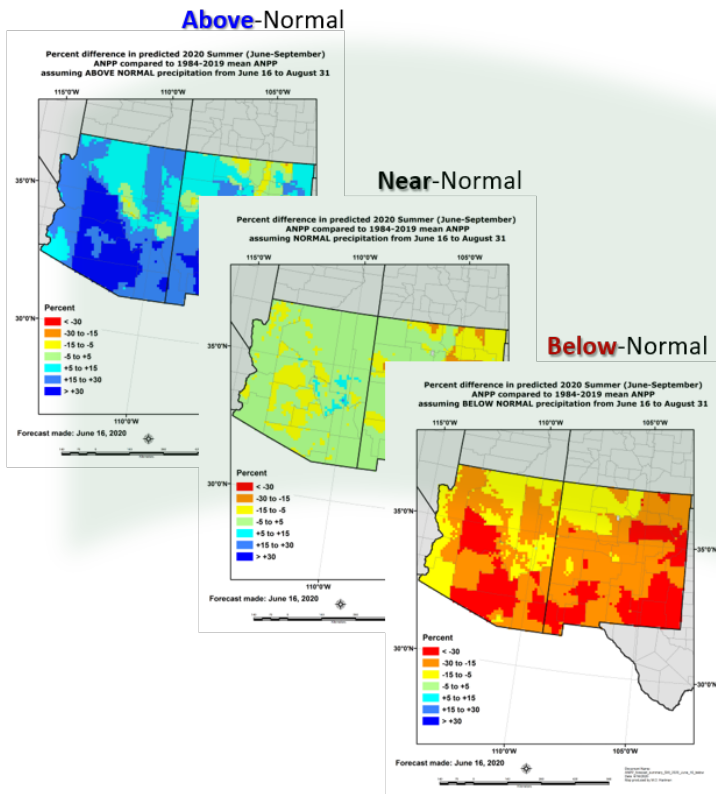 Above-Normal
Percent difference in predicted 2020 Summer (June-September)
ANPP compared to 1984-2019 mean ANPP
assuming ABOVE NORMAL precipitation from June 16 to August 31
115°0'W
110°0'W
105°0'W
35°0'N
30°0'N
Percent
< -30
-30 to -15
-15 to -5
-5 to +5
+5 to +15
+15 to +30
> +30
110°0'W
Forecast made: June 16, 2020
Near-Normal
Percent difference in predicted 2020 Summer (June-September)
ANPP compared to 1984-2019 mean ANPP
assuming NORMAL precipitation from June 16 to August 31
115°0'W
110°0'W
105°0'W
35°0'N
30°0'N
Percent
< -30
-30 to -15
-15 to -5
-5 to +5
+5 to +15
+15 to +30
> +30
110°0'W
Forecast made: June 16, 2020
Below-Normal
Percent difference in predicted 2020 Summer (June-September)
ANPP compared to 1984-2019 mean ANPP
assuming BELOW NORMAL precipitation from June 16 to August 31
115°0'W
110°0'W
105°0'W
35°0'N
35°0'N
30°0'N
30°0'N
Percent
< -30
-30 to -15
-15 to -5
-5 to +5
+5 to +15
+15 to +30
> +30
110°0'W
105°0'W
Forecast made: June 16, 2020